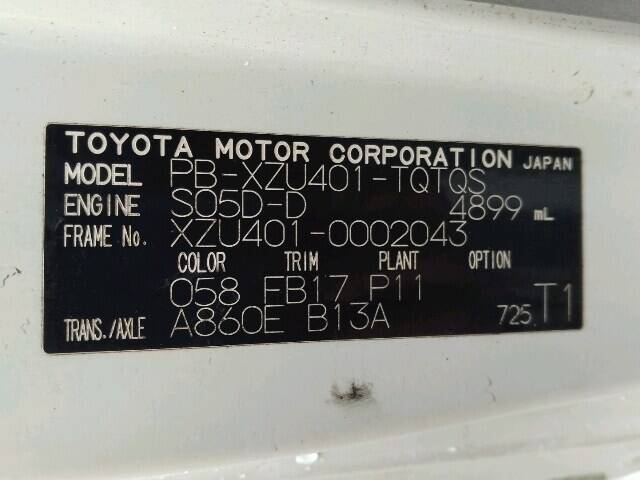 TOYOTA MOTOR CORPORATION JAPAN
MODEL PB-XZU401-TQTQS
ENGINE S05D-D 4899 mL
FRAME No. XZU401-0002043
COLOR TRIM PLANT OPTION
058 FB17 P11
TRANS./AXLE A860E B13A 725 T1